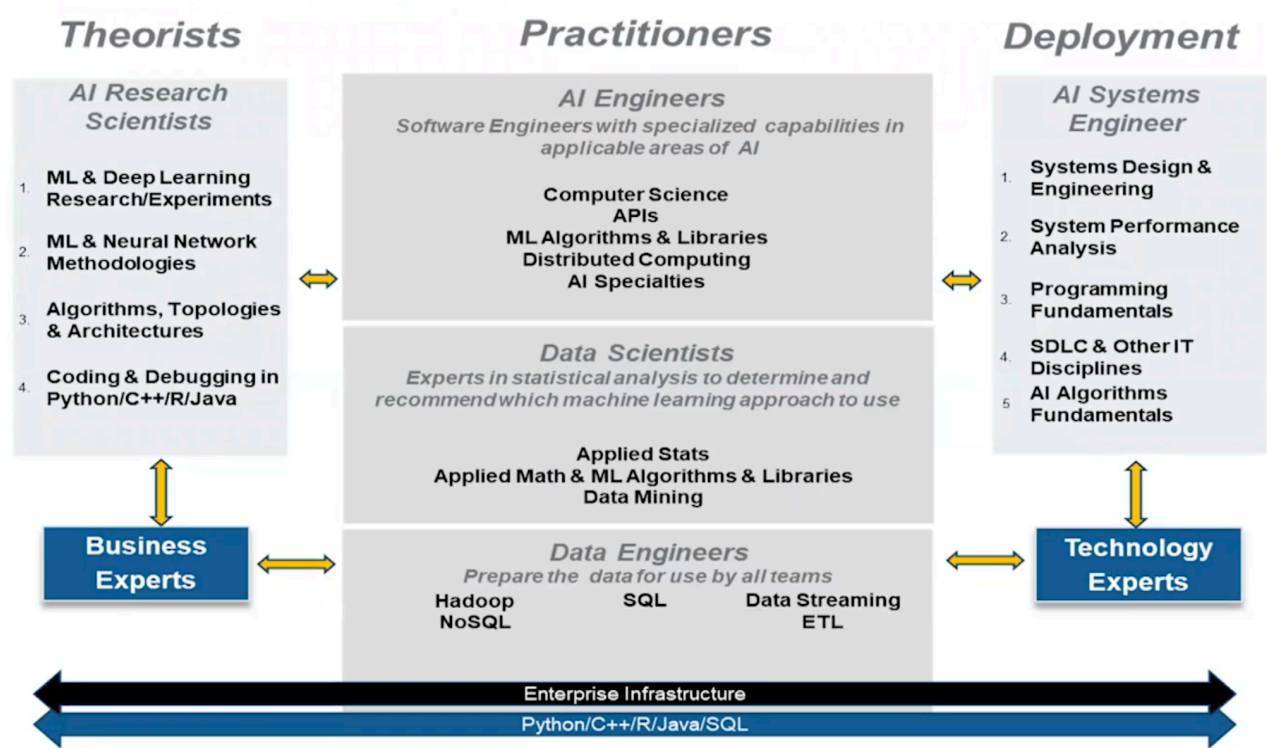 Theorists
AI Research
Scientists
1. ML & Deep Learning
Research/Experiments
2. ML & Neural Network
Methodologies
3. Algorithms, Topologies
& Architectures
4. Coding & Debugging in
Python/C++/R/Java
Business
Experts
Practitioners
AI Engineers
Software Engineers with specialized capabilities in
applicable areas of AI
Computer Science
APIs
ML Algorithms & Libraries
Distributed Computing
AI Specialties
Data Scientists
Experts in statistical analysis to determine and
recommend which machine learning approach to use
Applied Stats
Applied Math & ML Algorithms & Libraries
Data Mining
Data Engineers
Prepare the data for use by all teams
Hadoop SQL Data Streaming
NoSQL ETL
Deployment
AI Systems
Engineer
1. Systems Design &
Engineering
2. System Performance
Analysis
3. Programming
Fundamentals
4. SDLC & Other IT
Disciplines
5 AI Algorithms
Fundamentals
Technology
Experts
Enterprise Infrastructure
Python/C++/R/Java/SQL